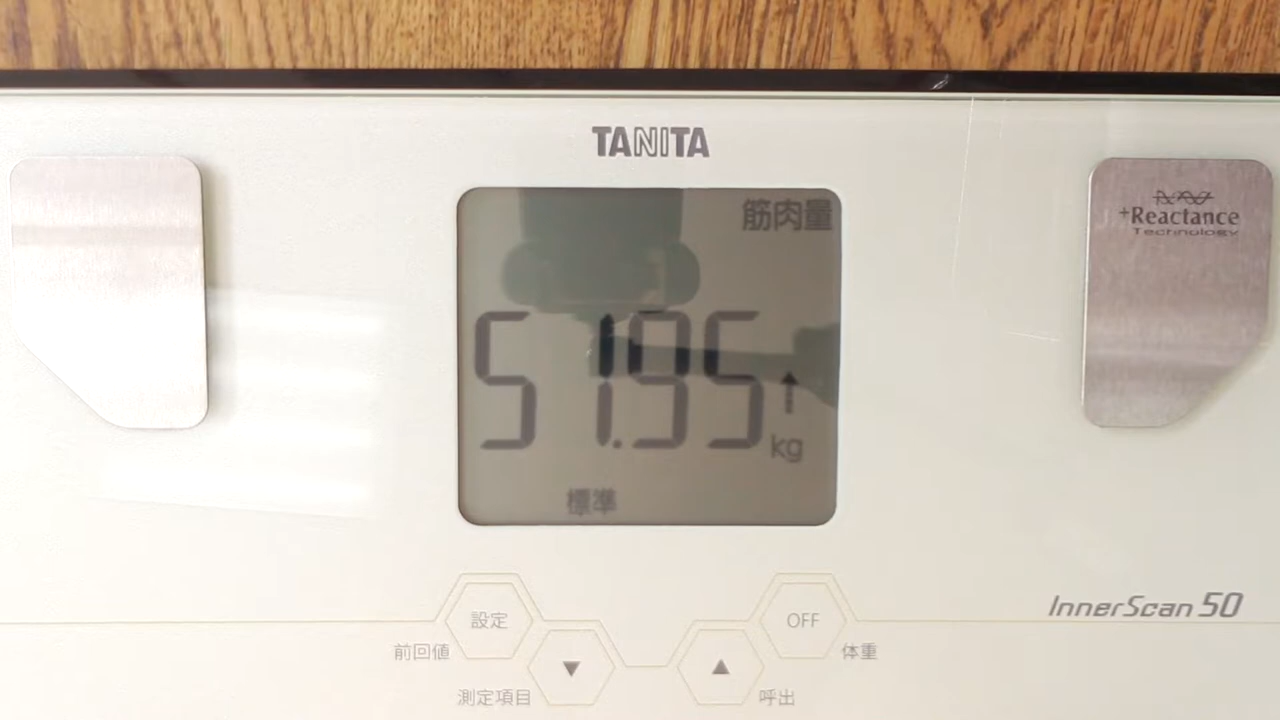 TANITA
筋肉量
+Reactance
Technology
51.95
kg
標準
InnerScan 50
設定
OFF
前回値
体重
測定項目
呼出